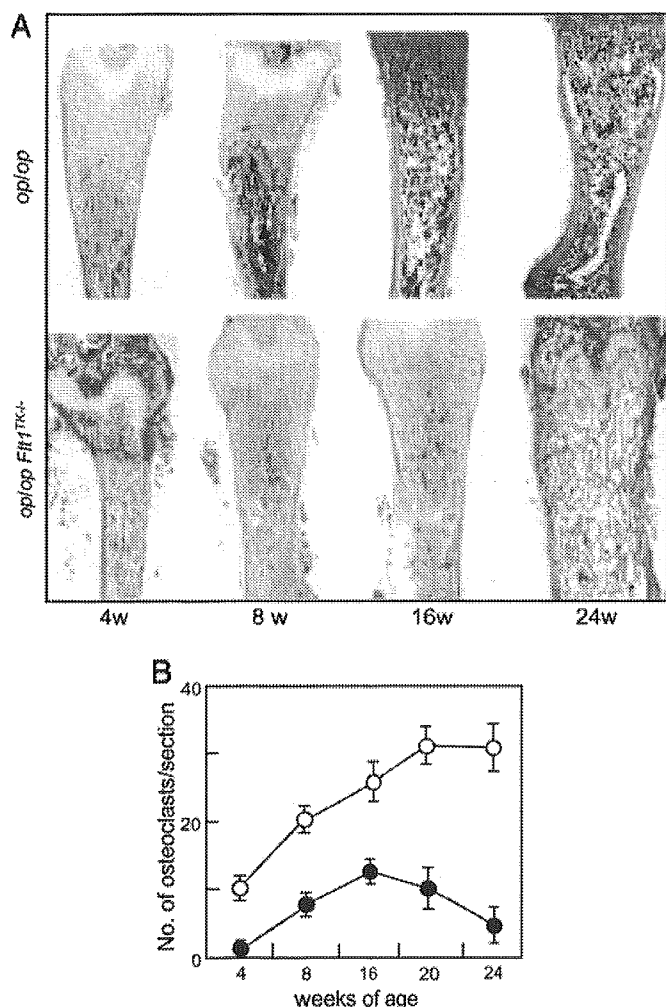 A
op/op
op/op Flt1TK-/-
4w 8 w 16w 24w
B
No. of osteoclasts/section
40
20
0
4 8 16 20 24
weeks of age